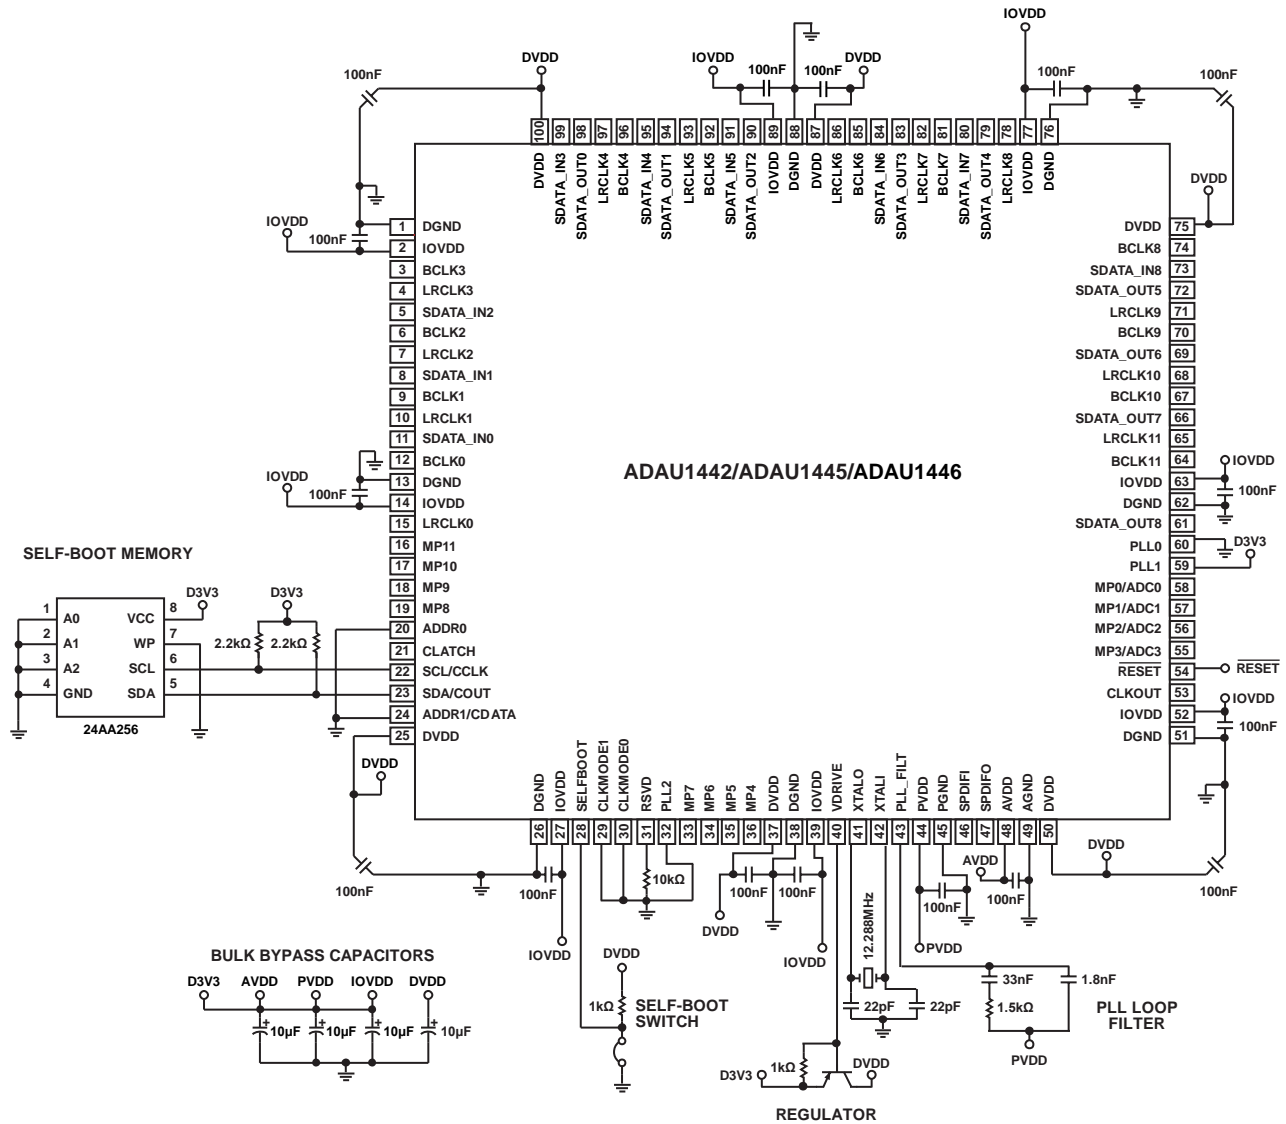 IOVDD
DVDD
IOVDD
DVDD
100nF
100nF
100nF
100nF
100nF
100
99
98
97
96
95
94
93
92
91
90
89
88
87
86
85
84
83
82
81
80
79
78
77
76
DVDD
SDATA_IN3
SDATA_OUT0
LRCLK4
BCLK4
SDATA_IN4
SDATA_OUT1
LRCLK5
BCLK5
SDATA_IN5
SDATA_OUT2
IOVDD
DGND
DVDD
LRCLK6
BCLK6
SDATA_IN6
SDATA_OUT3
LRCLK7
BCLK7
SDATA_IN7
SDATA_OUT4
LRCLK8
IOVDD
DGND
IOVDD
100nF
1 DGND
2 IOVDD
3 BCLK3
4 LRCLK3
5 SDATA_IN2
6 BCLK2
7 LRCLK2
8 SDATA_IN1
9 BCLK1
10 LRCLK1
11 SDATA_IN0
12 BCLK0
13 DGND
14 IOVDD
15 LRCLK0
16 MP11
17 MP10
18 MP9
19 MP8
20 ADDR0
21 CLATCH
22 SCL/CCLK
23 SDA/COUT
24 ADDR1/CDATA
25 DVDD
IOVDD
100nF
ADAU1442/ADAU1445/ADAU1446
DVDD
DVDD 75
BCLK8 74
SDATA_IN8 73
SDATA_OUT5 72
LRCLK9 71
BCLK9 70
SDATA_OUT6 69
LRCLK10 68
BCLK10 67
SDATA_OUT7 66
LRCLK11 65
BCLK11 64
IOVDD 63
DGND 62
SDATA_OUT8 61
PLL0 60
PLL1 59
MP0/ADC0 58
MP1/ADC1 57
MP2/ADC2 56
MP3/ADC3 55
RESET 54
CLKOUT 53
IOVDD 52
DGND 51
IOVDD
100nF
D3V3
RESET
IOVDD
100nF
SELF-BOOT MEMORY
D3V3
D3V3
1 A0
2 A1
3 A2
4 GND
VCC 8
WP 7
SCL 6
SDA 5
24AA256
2.2kΩ
2.2kΩ
DVDD
100nF
DGND
IOVDD
SELFBOOT
CLKMODE1
CLKMODE0
RSVD
PLL2
MP7
MP6
MP5
MP4
DVDD
DGND
IOVDD
VDRIVE
XTALO
XTALI
PLL_FILT
PVDD
PGND
SPDIFI
SPDIFO
AVDD
AGND
DVDD
26
27
28
29
30
31
32
33
34
35
36
37
38
39
40
41
42
43
44
45
46
47
48
49
50
100nF
IOVDD
10kΩ
100nF
100nF
DVDD
IOVDD
12.288MHz
22pF
22pF
100nF
PVDD
AVDD
100nF
DVDD
100nF
BULK BYPASS CAPACITORS
D3V3
AVDD
PVDD
IOVDD
DVDD
+
10µF
+
10µF
+
10µF
+
10µF
DVDD
1kΩ
SELF-BOOT
SWITCH
33nF
1.8nF
1.5kΩ
PVDD
PLL LOOP
FILTER
D3V3
1kΩ
DVDD
REGULATOR